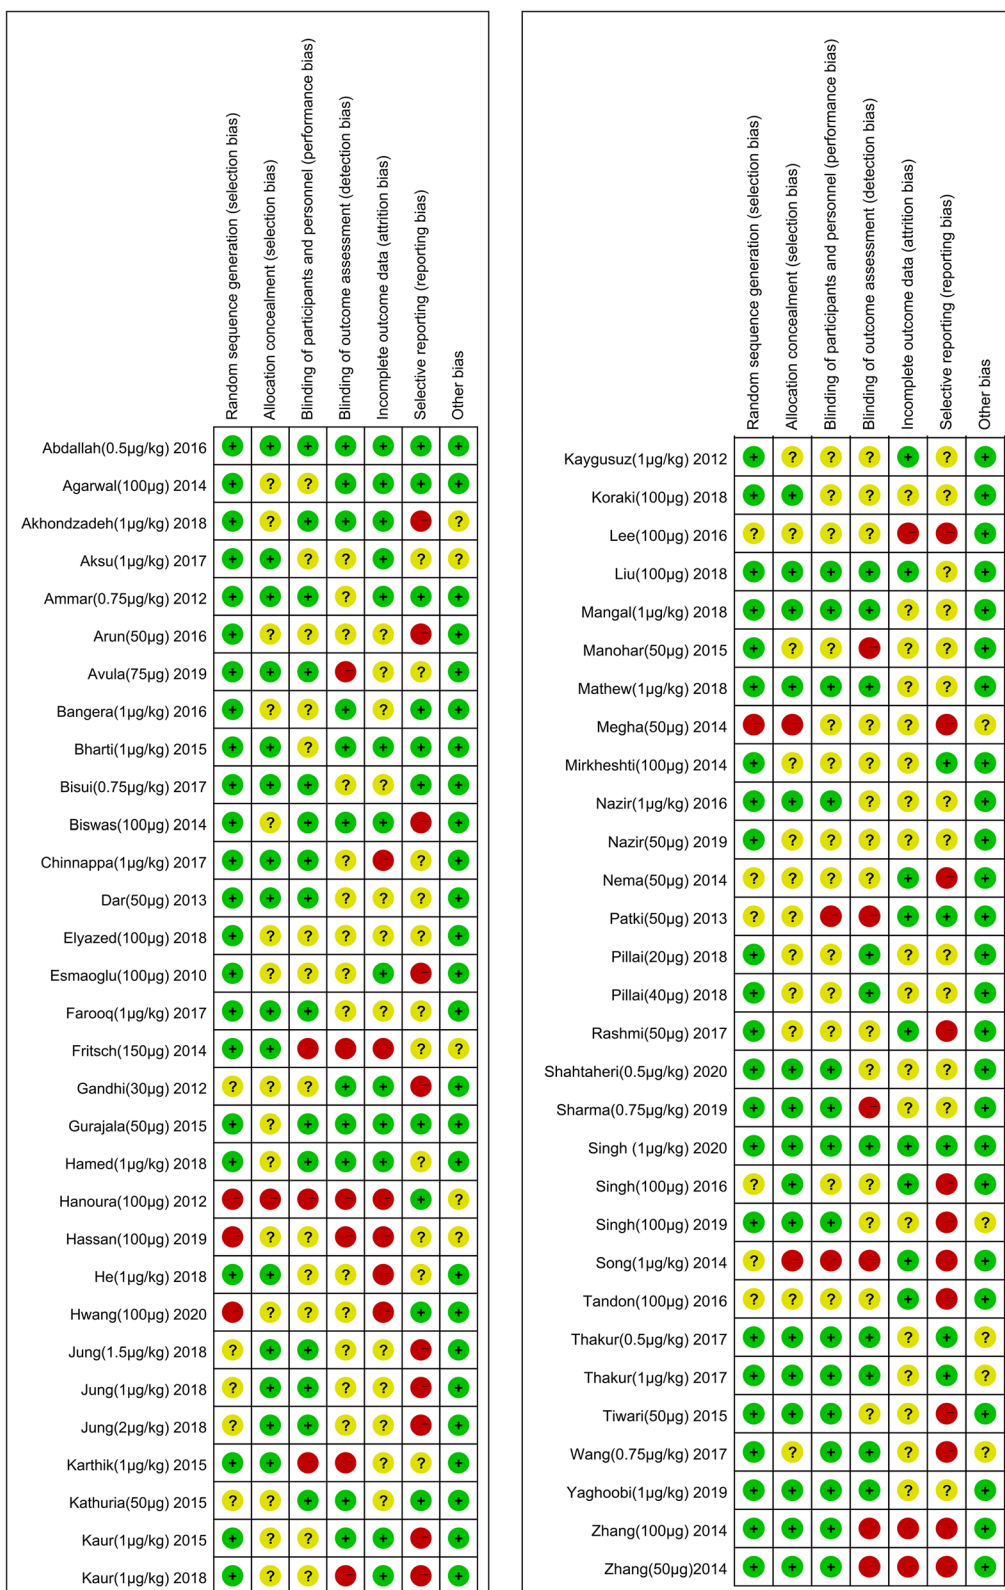 Random sequence generation (selection bias)
Allocation concealment (selection bias)
Blinding of participants and personnel (performance bias)
Blinding of outcome assessment (detection bias)
Incomplete outcome data (attrition bias)
Selective reporting (reporting bias)
Other bias
Abdallah(0.5μg/kg) 2016 + + + + + + +
Agarwal(100μg) 2014 + ? ? + + + +
Akhondzadeh(1μg/kg) 2018 + ? + + + - ?
Aksu(1μg/kg) 2017 + + ? ? + ? ?
Ammar(0.75μg/kg) 2012 + + + ? + + +
Arun(50μg) 2016 + ? ? ? ? - +
Avula(75μg) 2019 + + + - ? ? +
Bangera(1μg/kg) 2016 + ? ? + ? + +
Bharti(1μg/kg) 2015 + + ? + + + +
Bisui(0.75μg/kg) 2017 + + + ? ? + +
Biswas(100μg) 2014 + ? + + + - +
Chinnappa(1μg/kg) 2017 + + + ? - ? +
Dar(50μg) 2013 + + + ? ? ? +
Elyazed(100μg) 2018 + ? ? ? ? ? +
Esmaoglu(100μg) 2010 + ? ? ? + - +
Farooq(1μg/kg) 2017 + + + ? ? ? +
Fritsch(150μg) 2014 + + - - - ? ?
Gandhi(30μg) 2012 ? ? ? + + - +
Gurajala(50μg) 2015 + ? + + + + +
Hamed(1μg/kg) 2018 + ? + + + ? +
Hanoura(100μg) 2012 - - - - - + ?
Hassan(100μg) 2019 - ? ? - - ? ?
He(1μg/kg) 2018 + + ? ? - ? +
Hwang(100μg) 2020 - ? ? ? - + +
Jung(1.5μg/kg) 2018 ? + + ? ? - +
Jung(1μg/kg) 2018 ? + + ? ? - +
Jung(2μg/kg) 2018 ? + + ? ? - +
Karthik(1μg/kg) 2015 + + - - ? ? +
Kathuria(50μg) 2015 ? ? + + ? + +
Kaur(1μg/kg) 2015 + ? ? + + - +
Kaur(1μg/kg) 2018 + ? ? - + - +
Random sequence generation (selection bias)
Allocation concealment (selection bias)
Blinding of participants and personnel (performance bias)
Blinding of outcome assessment (detection bias)
Incomplete outcome data (attrition bias)
Selective reporting (reporting bias)
Other bias
Kaygusuz(1μg/kg) 2012 + ? ? ? + ? +
Koraki(100μg) 2018 + + ? ? ? ? +
Lee(100μg) 2016 ? ? ? ? - - +
Liu(100μg) 2018 + + + + + ? +
Mangal(1μg/kg) 2018 + + + + ? ? +
Manohar(50μg) 2015 + ? ? - ? ? +
Mathew(1μg/kg) 2018 + + + + ? ? +
Megha(50μg) 2014 - - ? ? ? - ?
Mirkheshti(100μg) 2014 + ? ? ? ? + +
Nazir(1μg/kg) 2016 + + + ? ? ? +
Nazir(50μg) 2019 + ? ? ? ? ? +
Nema(50μg) 2014 ? ? ? ? + - +
Patki(50μg) 2013 ? ? - - + + +
Pillai(20μg) 2018 + ? ? + ? ? +
Pillai(40μg) 2018 + ? ? + ? ? +
Rashmi(50μg) 2017 + ? ? ? + - +
Shahtaheri(0.5μg/kg) 2020 + + + ? ? ? +
Sharma(0.75μg/kg) 2019 + + + - ? ? +
Singh (1μg/kg) 2020 + + + + + + +
Singh(100μg) 2016 ? + ? ? + - +
Singh(100μg) 2019 + + + ? ? - ?
Song(1μg/kg) 2014 ? - - - + - +
Tandon(100μg) 2016 ? ? ? ? + - +
Thakur(0.5μg/kg) 2017 + + + + ? + ?
Thakur(1μg/kg) 2017 + + + + ? + ?
Tiwari(50μg) 2015 + + + ? ? - +
Wang(0.75μg/kg) 2017 + ? + + ? - ?
Yaghoobi(1μg/kg) 2019 + + + + ? ? +
Zhang(100μg) 2014 + + + - - - +
Zhang(50μg)2014 + + + - - - +